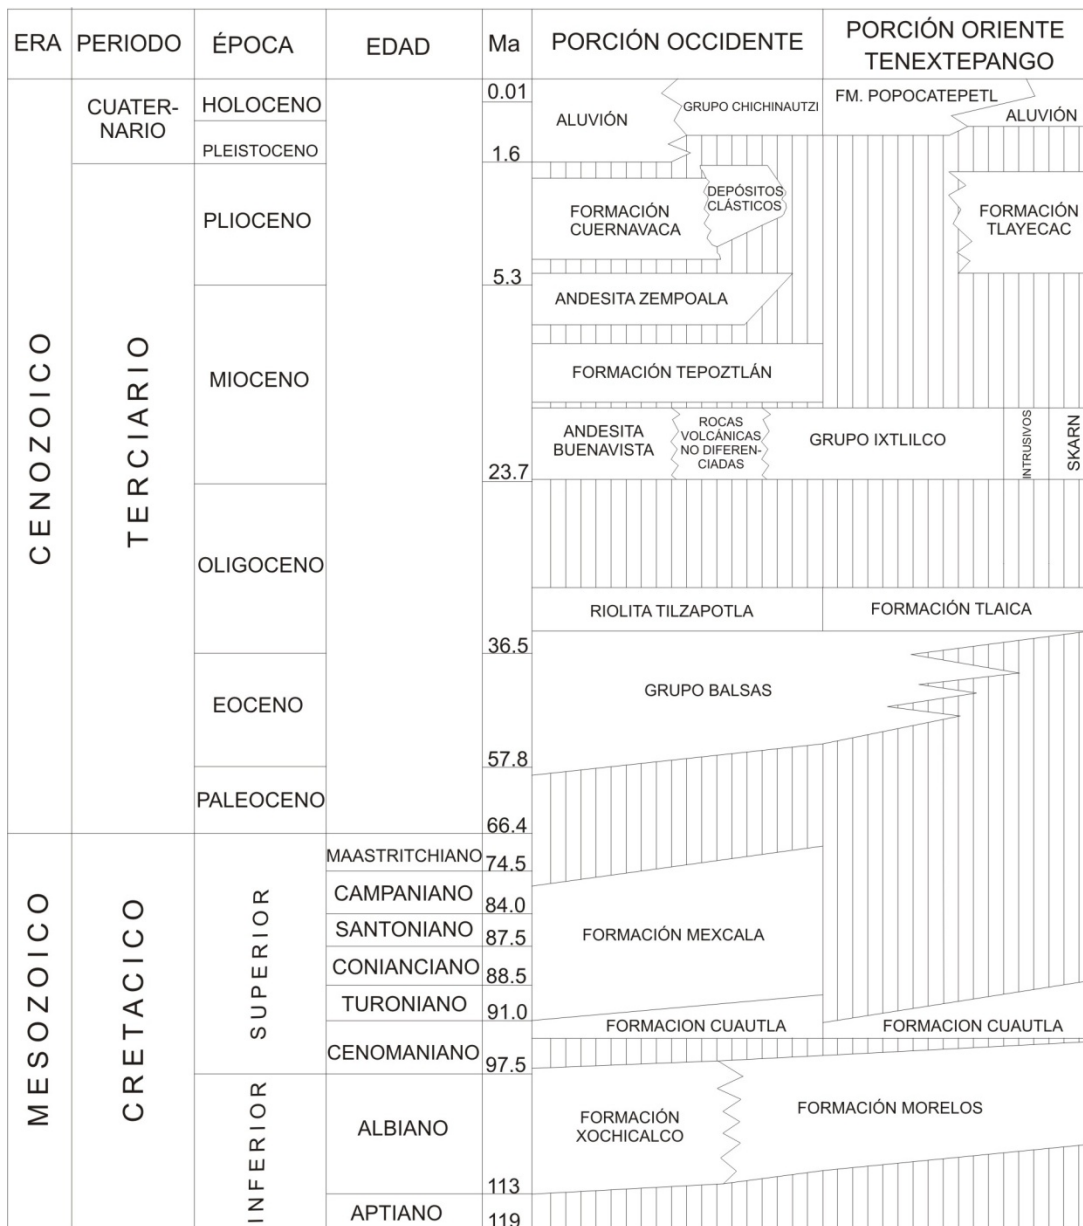 ERA PERIODO ÉPOCA EDAD Ma PORCIÓN OCCIDENTE PORCIÓN ORIENTE
TENEXTEPANGO
CENOZOICO
MESOZOICO
CUATER-
NARIO
TERCIARIO
CRETACICO
HOLOCENO
PLEISTOCENO
PLIOCENO
MIOCENO
OLIGOCENO
EOCENO
PALEOCENO
SUPERIOR
INFERIOR
MAASTRITCHIANO
CAMPANIANO
SANTONIANO
CONIANCIANO
TURONIANO
CENOMANIANO
ALBIANO
APTIANO
0.01
1.6
5.3
23.7
36.5
57.8
66.4
74.5
84.0
87.5
88.5
91.0
97.5
113
119
ALUVIÓN
GRUPO CHICHINAUTZI
FM. POPOCATEPETL
ALUVIÓN
FORMACIÓN
CUERNAVACA
DEPÓSITOS
CLÁSTICOS
FORMACIÓN
TLAYECAC
ANDESITA ZEMPOALA
FORMACIÓN TEPOZTLÁN
ANDESITA
BUENAVISTA
ROCAS
VOLCÁNICAS
NO DIFEREN-
CIADAS
GRUPO IXTLILCO
INTRUSIVOS
SKARN
RIOLITA TILZAPOTLA
FORMACIÓN TLAICA
GRUPO BALSAS
FORMACIÓN MEXCALA
FORMACION CUAUTLA
FORMACION CUAUTLA
FORMACIÓN
XOCHICALCO
FORMACIÓN MORELOS